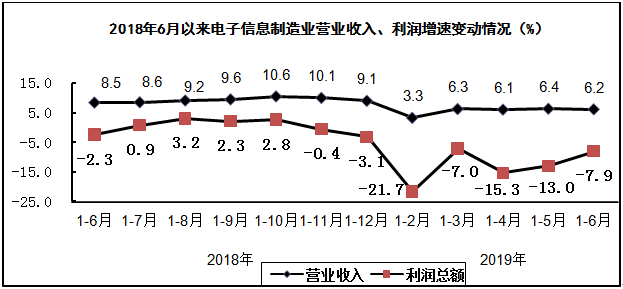 2018年6月以来电子信息制造业营业收入、利润增速变动情况（%）
15.0
5.0
-5.0
-15.0
-25.0
8.5 8.6 9.2 9.6 10.6 10.1 9.1 3.3 6.3 6.1 6.4 6.2
-2.3 0.9 3.2 2.3 2.8 -0.4 -3.1 -21.7 -7.0 -15.3 -13.0 -7.9
1-6月 1-7月 1-8月 1-9月 1-10月 1-11月 1-12月 1-2月 1-3月 1-4月 1-5月 1-6月
2018年 2019年
营业收入 利润总额